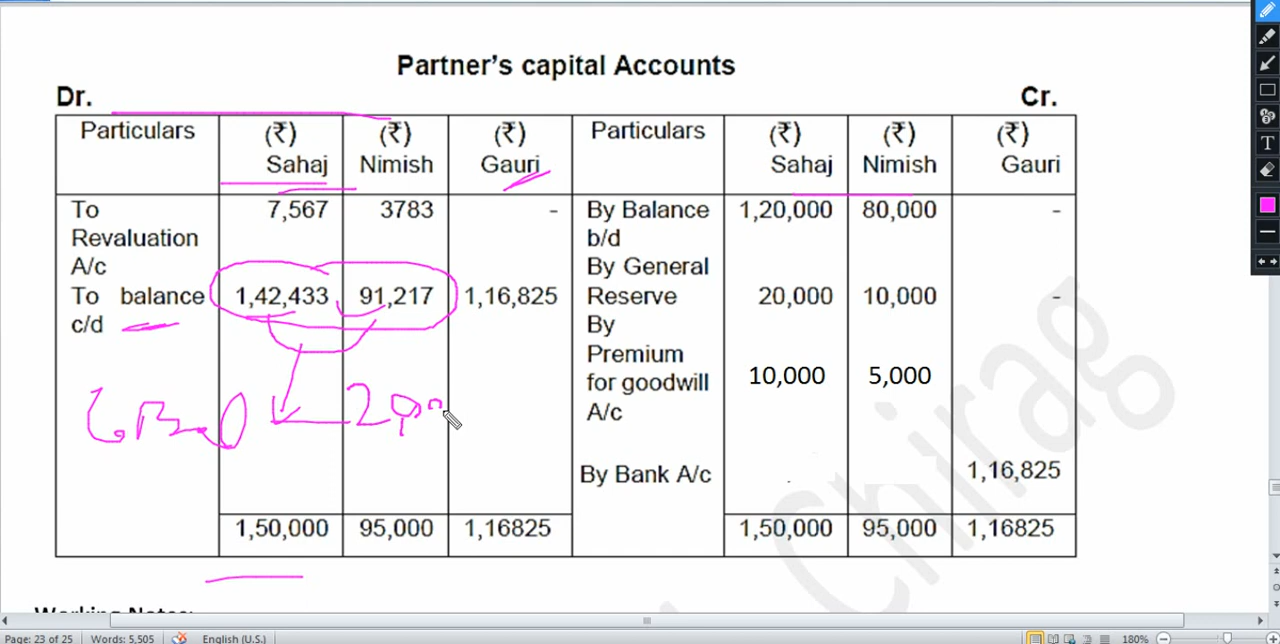 Partner's capital Accounts
Dr. Cr.
Particulars (₹) (₹) (₹) Particulars (₹) (₹) (₹)
Sahaj Nimish Gauri Sahaj Nimish Gauri
To 7,567 3783 - By Balance 1,20,000 80,000 -
Revaluation b/d
A/c By General
To balance 1,42,433 91,217 1,16,825 Reserve 20,000 10,000 -
c/d By
Premium
for goodwill 10,000 5,000
A/c
By Bank A/c 1,16,825
1,50,000 95,000 1,16825 1,50,000 95,000 1,16825
Chirag
Page: 23 of 25 Words: 5,505 English (U.S.) 180%